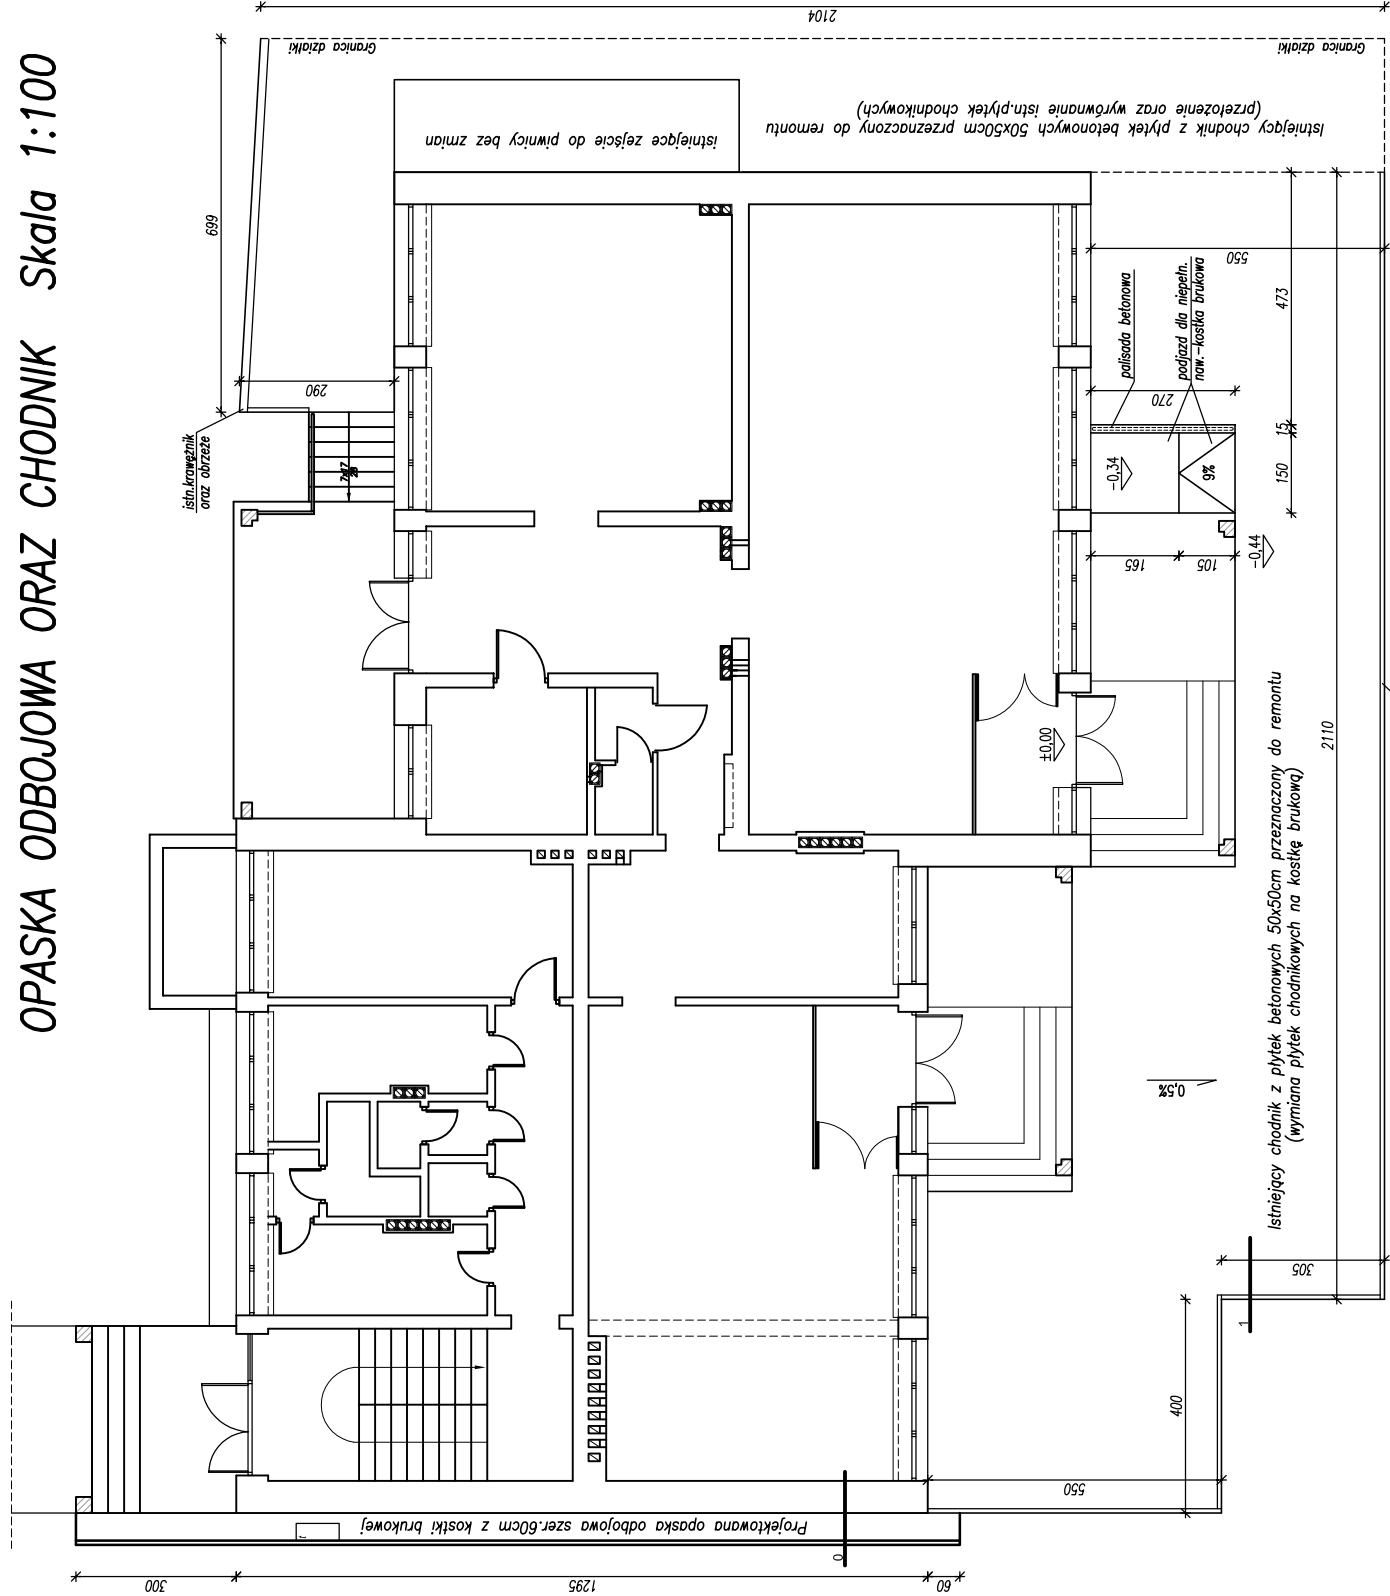 OPASKA ODBOJOWA ORAZ CHODNIK Skala 1:100
2104
Granica działki
Granica działki
699
istniejące zejście do piwnicy bez zmian
Istniejący chodnik z płytek betonowych 50x50cm przeznaczony do remontu
(przełożenie oraz wyrównanie istn.płytek chodnikowych)
290
istn.krawężnik
oraz obrzeże
550
473
palisada betonowa
podjazd dla niepełn.
naw.-kostka brukowa
270
15
150
-0,34
9%
165
105
-0,44
±0,00
2110
Istniejący chodnik z płytek betonowych 50x50cm przeznaczony do remontu
(wymiana płytek chodnikowych na kostkę brukową)
0,5%
305
1
400
550
Projektowana opaska odbojowa szer.60cm z kostki brukowej
0
300
1295
60